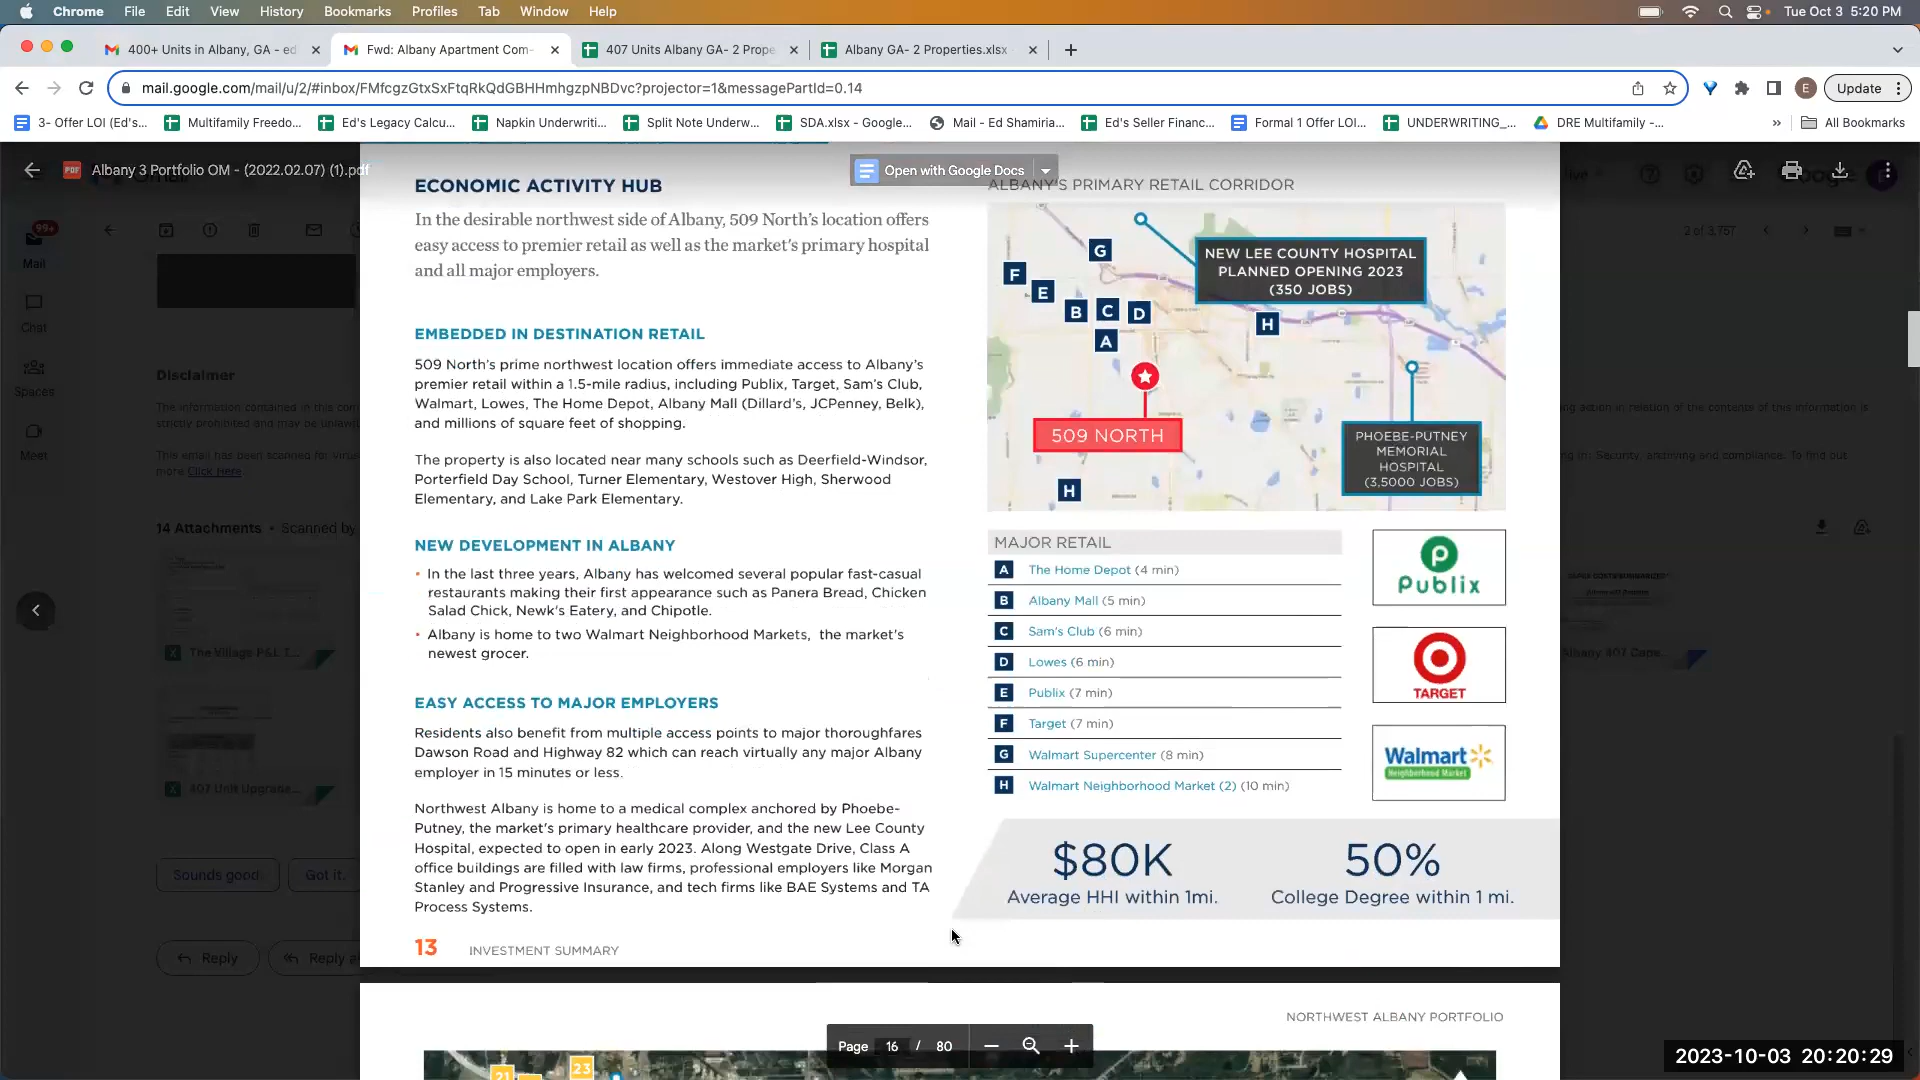 Chrome File Edit View History Bookmarks Profiles Tab Window Help Tue Oct 3 5:20 PM
400+ Units in Albany, GA - ed
Fwd: Albany Apartment Com-
407 Units Albany GA- 2 Prope
Albany GA- 2 Properties.xlsx
mail.google.com/mail/u/2/#inbox/FMfcgzGtxSxFtqRkQdGBHHmhgzpNBDvc?projector=1&messagePartId=0.14
E Update
3- Offer LOI (Ed's... Multifamily Freedo... Ed's Legacy Calcu... Napkin Underwriti... Split Note Underw... SDA.xlsx - Google... Mail - Ed Shamiria... Ed's Seller Financ... Formal 1 Offer LOI... UNDERWRITING_... DRE Multifamily -... » All Bookmarks
PDF Albany 3 Portfolio OM - (2022.02.07) (1).pdf
Open with Google Docs
99+
Mail
Chat
Spaces
Meet
Disclaimer
more Click Here
14 Attachments • Scanned by
The Village P&L T...
407 Unit Upgrane...
Sounds good.
Got it.
Reply
2 of 3,757
ECONOMIC ACTIVITY HUB
In the desirable northwest side of Albany, 509 North's location offers
easy access to premier retail as well as the market's primary hospital
and all major employers.
EMBEDDED IN DESTINATION RETAIL
509 North's prime northwest location offers immediate access to Albany's
premier retail within a 1.5-mile radius, including Publix, Target, Sam's Club,
Walmart, Lowes, The Home Depot, Albany Mall (Dillard's, JCPenney, Belk),
and millions of square feet of shopping.
The property is also located near many schools such as Deerfield-Windsor,
Porterfield Day School, Turner Elementary, Westover High, Sherwood
Elementary, and Lake Park Elementary.
NEW DEVELOPMENT IN ALBANY
• In the last three years, Albany has welcomed several popular fast-casual
restaurants making their first appearance such as Panera Bread, Chicken
Salad Chick, Newk's Eatery, and Chipotle.
• Albany is home to two Walmart Neighborhood Markets, the market's
newest grocer.
EASY ACCESS TO MAJOR EMPLOYERS
Residents also benefit from multiple access points to major thoroughfares
Dawson Road and Highway 82 which can reach virtually any major Albany
employer in 15 minutes or less.
Northwest Albany is home to a medical complex anchored by Phoebe-
Putney, the market's primary healthcare provider, and the new Lee County
Hospital, expected to open in early 2023. Along Westgate Drive, Class A
office buildings are filled with law firms, professional employers like Morgan
Stanley and Progressive Insurance, and tech firms like BAE Systems and TA
Process Systems.
13 INVESTMENT SUMMARY
ALBANY'S PRIMARY RETAIL CORRIDOR
NEW LEE COUNTY HOSPITAL
PLANNED OPENING 2023
(350 JOBS)
G
F
E
B C D
H
A
509 NORTH
PHOEBE-PUTNEY
MEMORIAL
HOSPITAL
(3,5000 JOBS)
H
MAJOR RETAIL
A The Home Depot (4 min)
B Albany Mall (5 min)
C Sam's Club (6 min)
D Lowes (6 min)
E Publix (7 min)
F Target (7 min)
G Walmart Supercenter (8 min)
H Walmart Neighborhood Market (2) (10 min)
P
Publix
TARGET
Walmart
Neighborhood Market
$80K
Average HHI within 1mi.
50%
College Degree within 1 mi.
NORTHWEST ALBANY PORTFOLIO
21
23
Page 16 / 80
2023-10-03 20:20:29